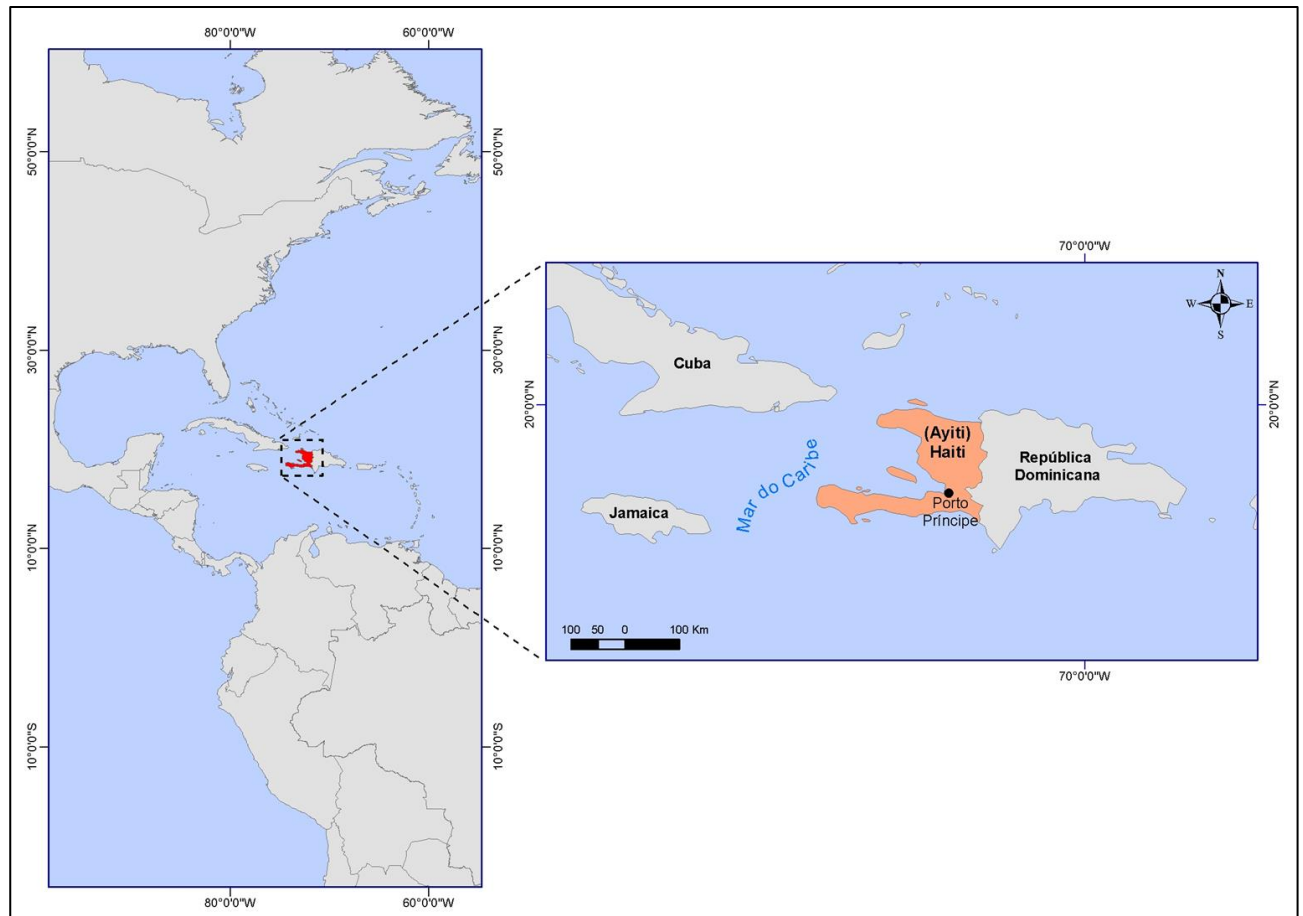 80°0'0"W
60°0'0"W
50°0'0"N
50°0'0"N
30°0'0"N
30°0'0"N
10°0'0"N
10°0'0"N
10°0'0"S
10°0'0"S
80°0'0"W
60°0'0"W
70°0'0"W
N
W
E
S
20°0'0"N
20°0'0"N
Cuba
(Ayiti)
Haiti
República
Dominicana
Mar do Caribe
Jamaica
Porto
Príncipe
100 50 0 100 Km
70°0'0"W